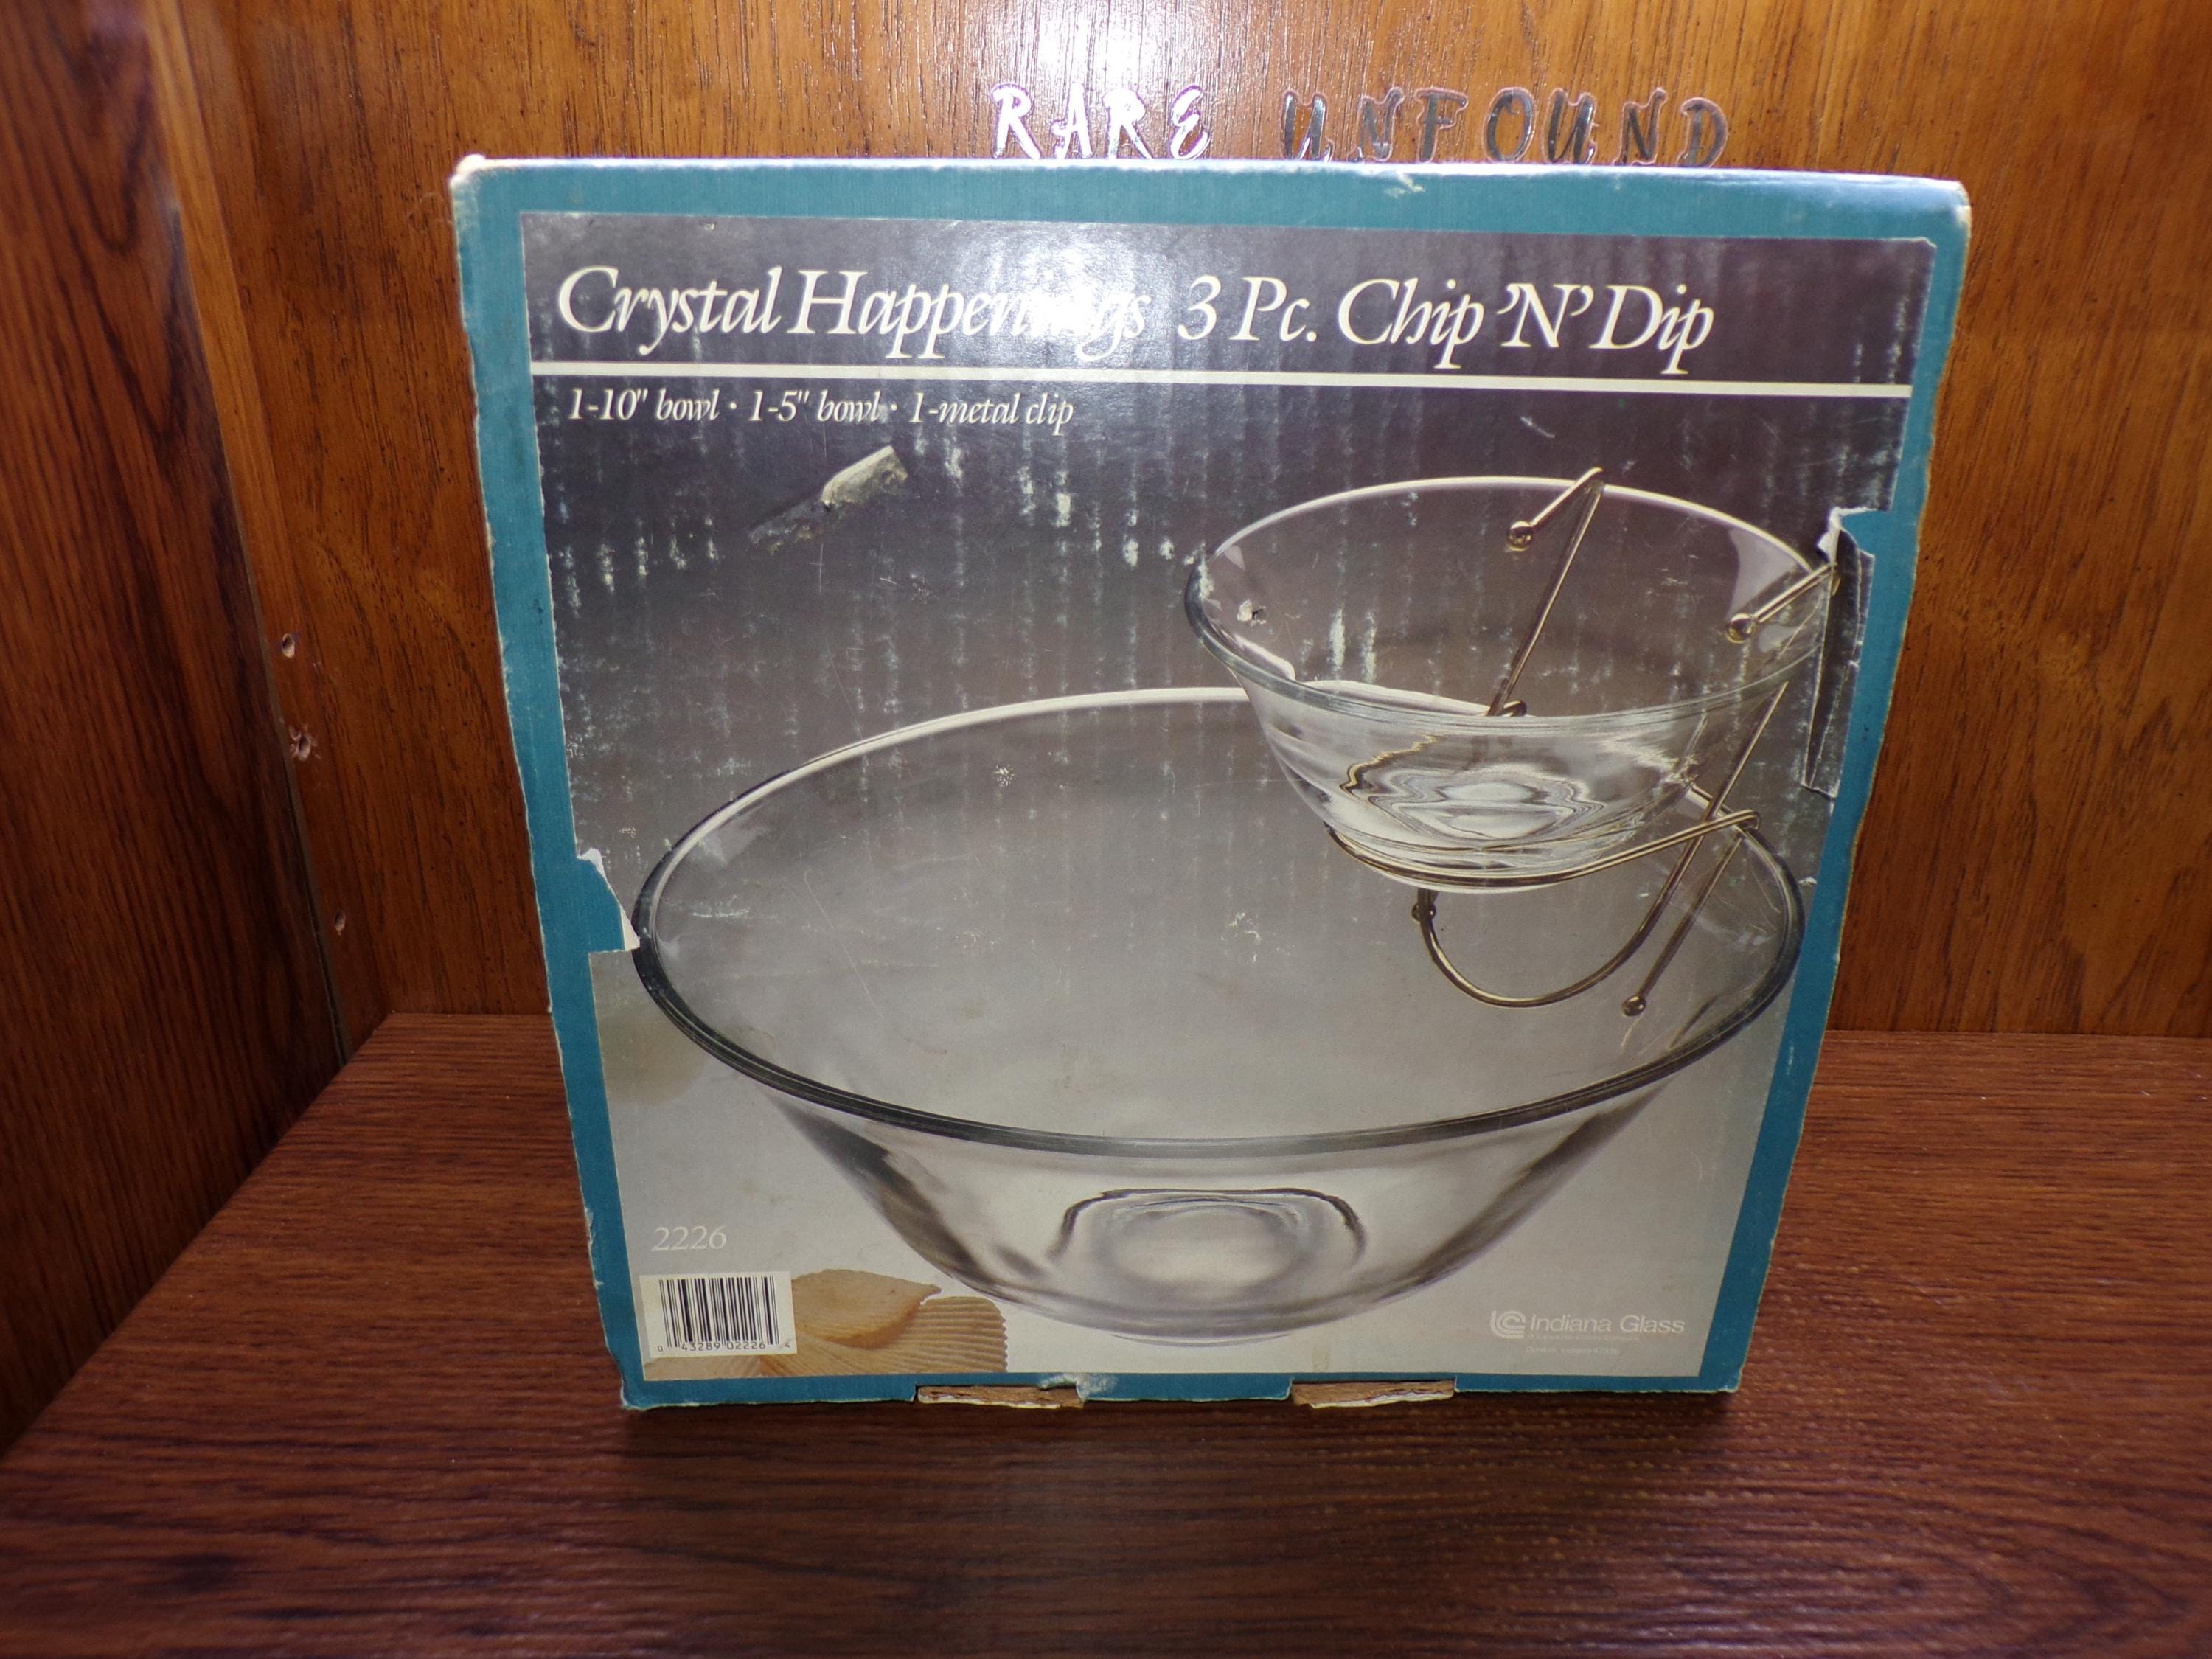 RARE UNFOUND
Crystal Happenings 3 Pc. Chip 'N' Dip
1-10" bowl · 1-5" bowl · 1-metal clip
2226
0 43289 02226 4
Indiana Glass